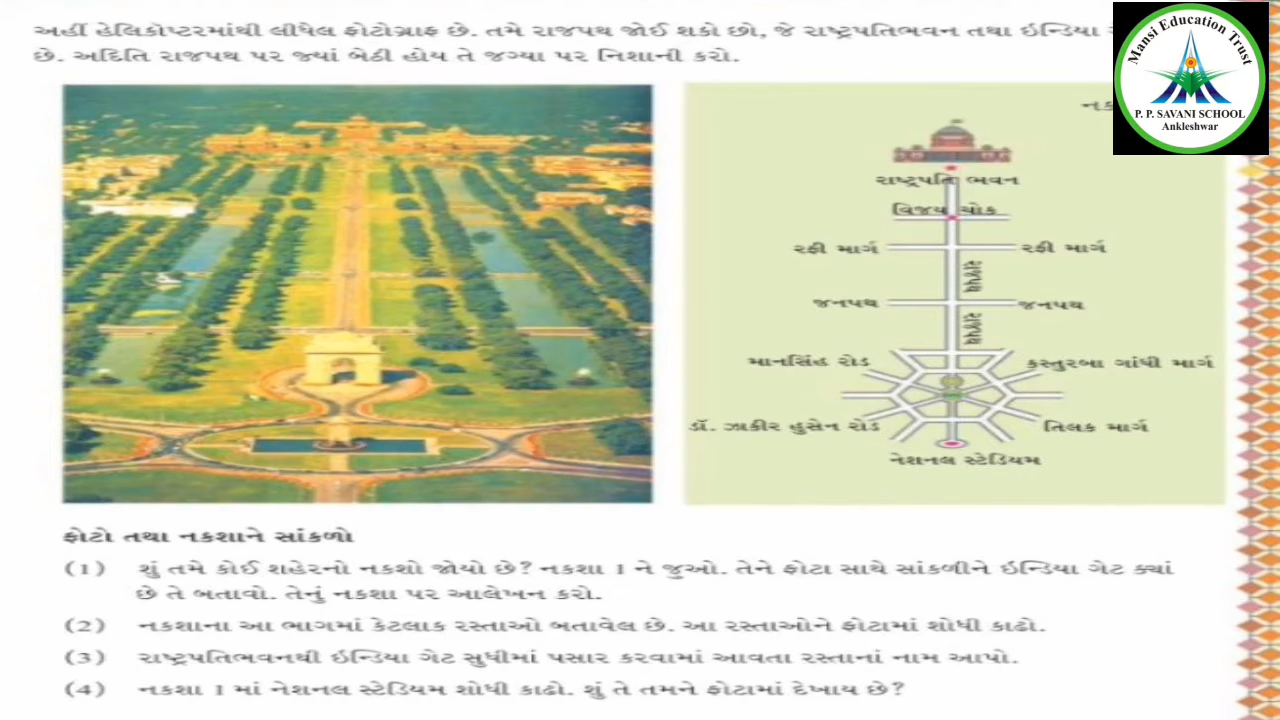 અહીં હેલિકૉપ્ટરમાંથી લીધેલ ફોટોગ્રાફ છે. તમે રાજપથ જોઈ શકો છો, જે રાષ્ટ્રપતિભવન તથા ઇન્ડિયા
છે. અદિતિ રાજપથ પર જ્યાં બેઠી હોય તે જગ્યા પર નિશાની કરો.
Mansi Education Trust
P. P. SAVANI SCHOOL
Ankleshwar
રાષ્ટ્રપતિ ભવન
વિજય ચોક
રફી માર્ગ
રફી માર્ગ
રાજપથ
જનપથ
જનપથ
રાજપથ
માનસિંહ રોડ
કસ્તુરબા ગાંધી માર્ગ
ડૉ. ઝાકીર હુસેન રોડ
તિલક માર્ગ
નેશનલ સ્ટેડિયમ
ફોટો તથા નકશાને સાંકળો
(1) શું તમે કોઈ શહેરનો નકશો જોયો છે? નકશા 1 ને જુઓ. તેને ફોટા સાથે સાંકળીને ઇન્ડિયા ગેટ ક્યાં
છે તે બતાવો. તેનું નકશા પર આલેખન કરો.
(2) નકશાના આ ભાગમાં કેટલાક રસ્તાઓ બતાવેલ છે. આ રસ્તાઓને ફોટામાં શોધી કાઢો.
(3) રાષ્ટ્રપતિભવનથી ઇન્ડિયા ગેટ સુધીમાં પસાર કરવામાં આવતા રસ્તાનાં નામ આપો.
(4) નકશા 1 માં નેશનલ સ્ટેડિયમ શોધી કાઢો. શું તે તમને ફોટામાં દેખાય છે?